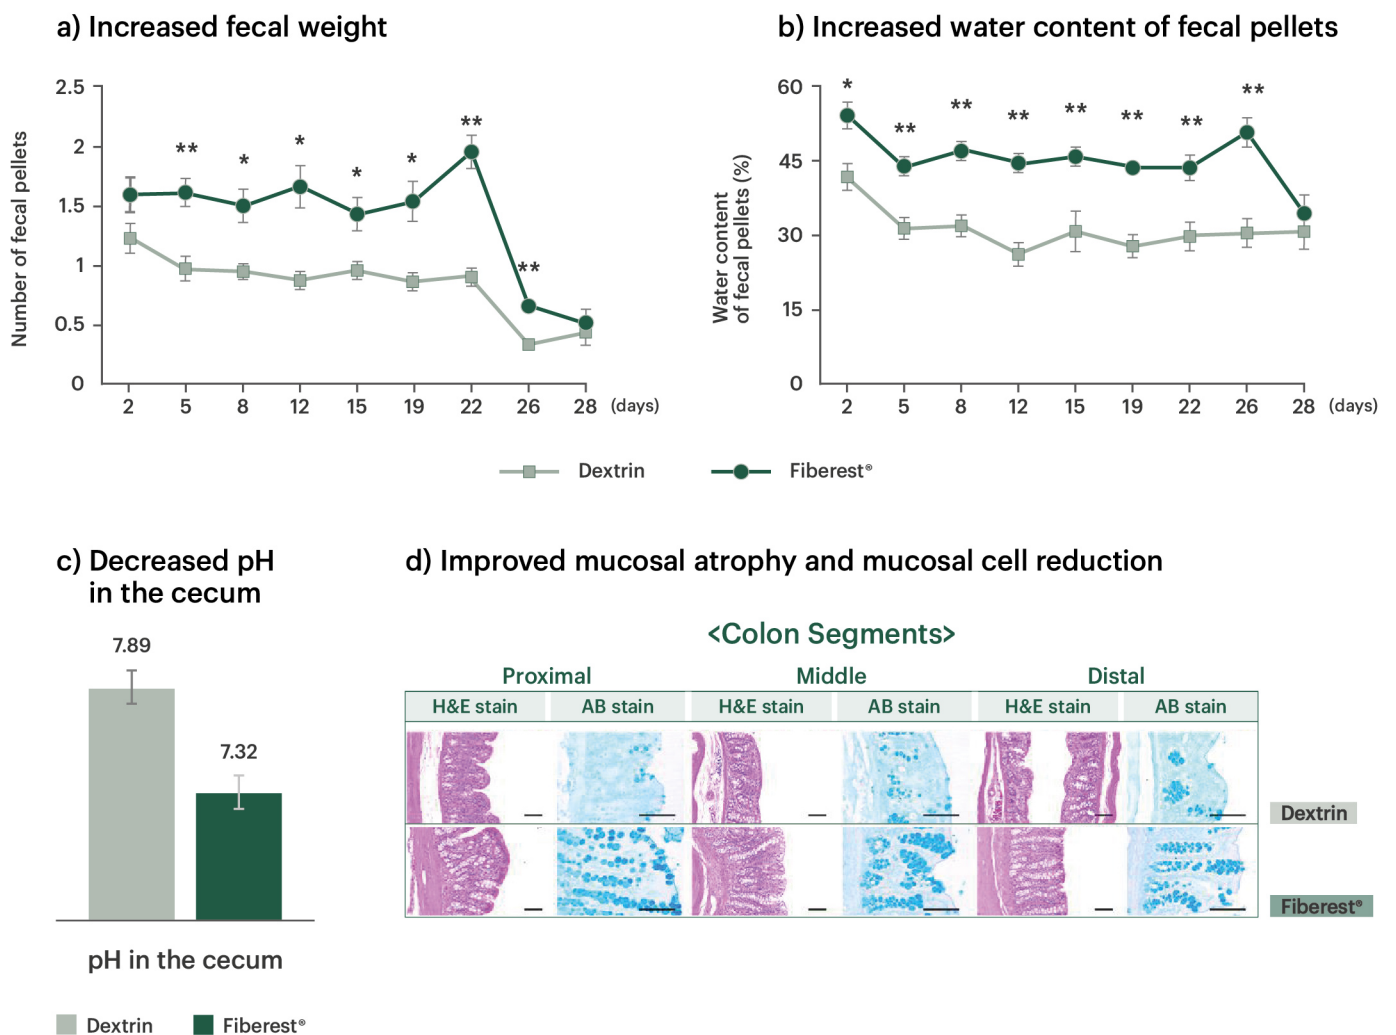 a) Increased fecal weight
Number of fecal pellets
2.5
2
1.5
1
0.5
0
** * * * * ** **
2 5 8 12 15 19 22 26 28 (days)
b) Increased water content of fecal pellets
Water content
of fecal pellets (%)
60
45
30
15
0
* ** ** ** ** ** ** **
2 5 8 12 15 19 22 26 28 (days)
Dextrin Fiberest®
c) Decreased pH
in the cecum
7.89
7.32
pH in the cecum
Dextrin Fiberest®
d) Improved mucosal atrophy and mucosal cell reduction
<Colon Segments>
Proximal Middle Distal
H&E stain AB stain H&E stain AB stain H&E stain AB stain
Dextrin
Fiberest®